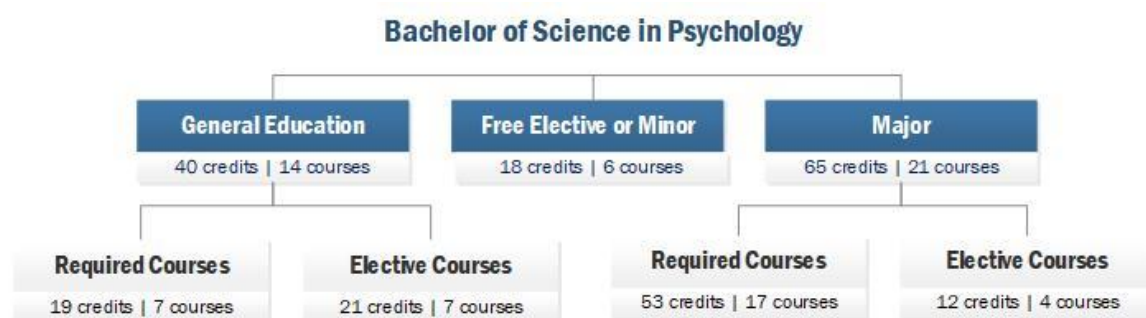 Bachelor of Science in Psychology
General Education
40 credits | 14 courses
Free Elective or Minor
18 credits | 6 courses
Major
65 credits | 21 courses
Required Courses
19 credits | 7 courses
Elective Courses
21 credits | 7 courses
Required Courses
53 credits | 17 courses
Elective Courses
12 credits | 4 courses